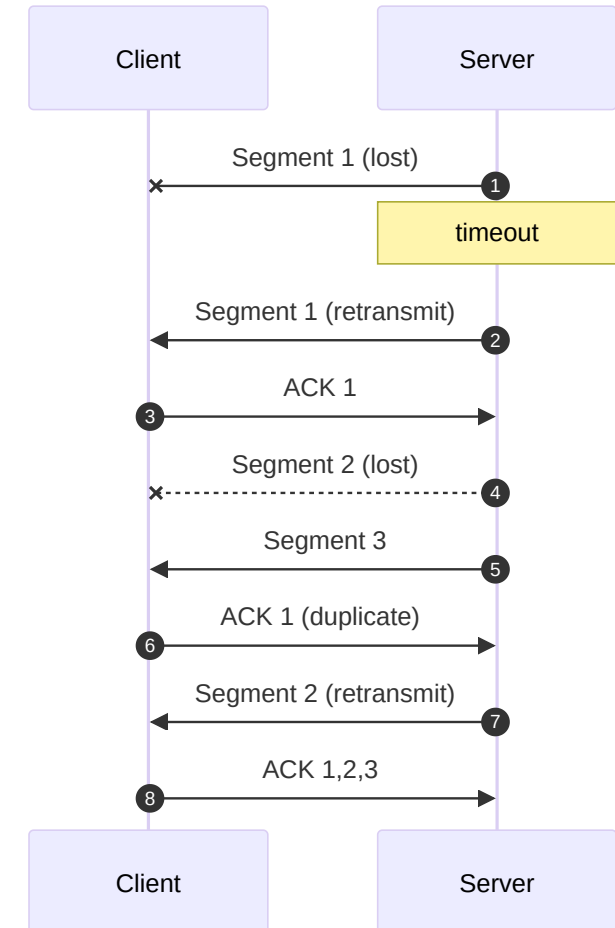 Client
Server
Segment 1 (lost)
1
timeout
Segment 1 (retransmit)
2
ACK 1
3
Segment 2 (lost)
4
Segment 3
5
ACK 1 (duplicate)
6
Segment 2 (retransmit)
7
ACK 1,2,3
8
Client
Server